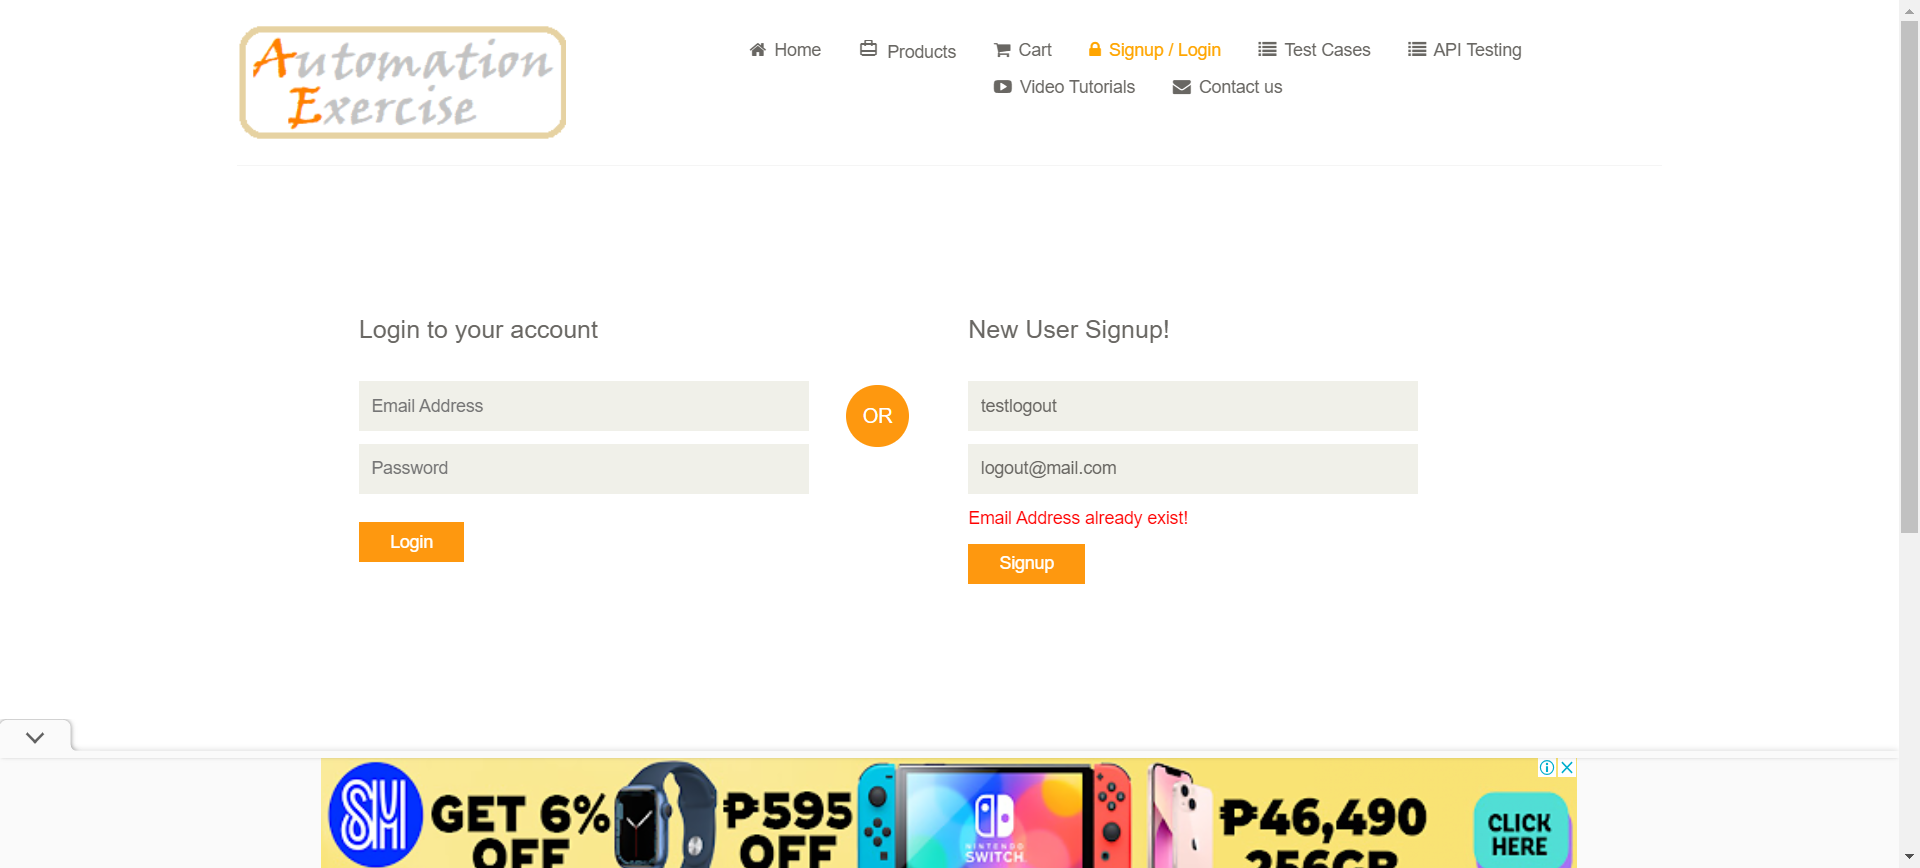 Automation
Exercise
Home
Products
Cart
Signup / Login
Test Cases
API Testing
Video Tutorials
Contact us
Login to your account
Email Address
Password
Login
OR
New User Signup!
testlogout
logout@mail.com
Email Address already exist!
Signup
SM
GET 6%
OFF
₱595
OFF
NINTENDO
SWITCH
₱46,490
256GB
CLICK
HERE